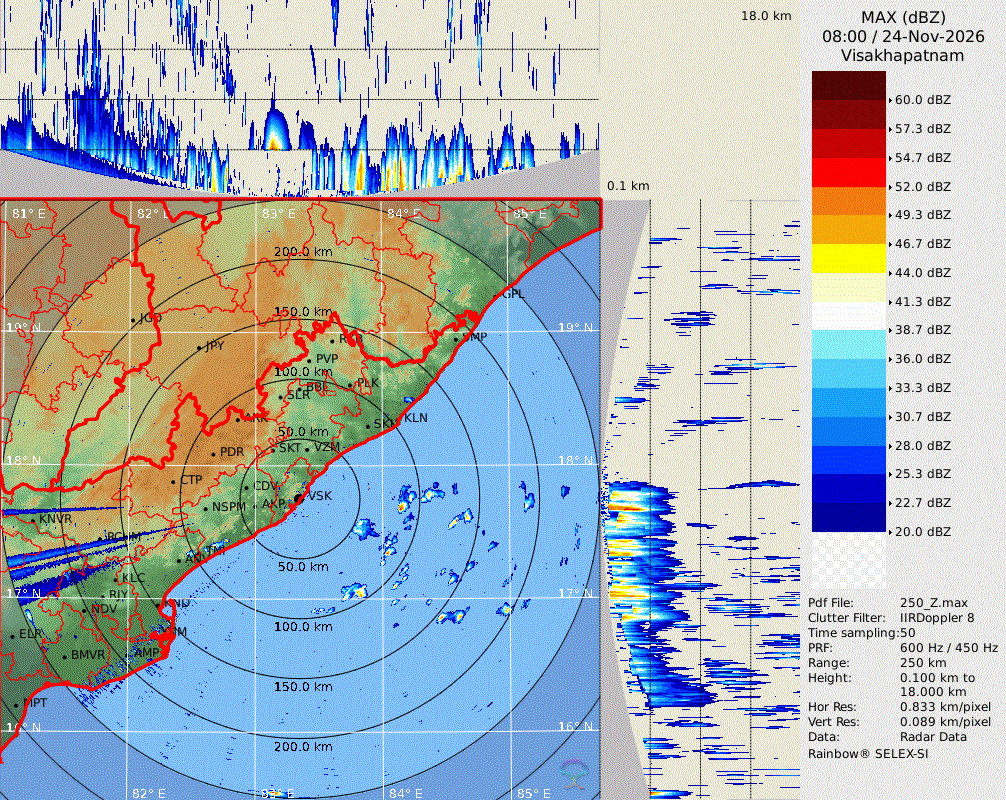 18.0 km
0.1 km
MAX (dBZ)
08:00 / 24-Nov-2026
Visakhapatnam
60.0 dBZ
57.3 dBZ
54.7 dBZ
52.0 dBZ
49.3 dBZ
46.7 dBZ
44.0 dBZ
41.3 dBZ
38.7 dBZ
36.0 dBZ
33.3 dBZ
30.7 dBZ
28.0 dBZ
25.3 dBZ
22.7 dBZ
20.0 dBZ
Pdf File: 250_Z.max
Clutter Filter: IIRDoppler 8
Time sampling:50
PRF: 600 Hz / 450 Hz
Range: 250 km
Height: 0.100 km to
18.000 km
Hor Res: 0.833 km/pixel
Vert Res: 0.089 km/pixel
Data: Radar Data
Rainbow® SELEX-SI
81° E 82° E 83° E 84° E 85° E
200.0 km
GPL
150.0 km
JGD
19° N 19° N
JPY
PVP
100.0 km
PLK
SLR
KLN
50.0 km
SKT VZM
PDR
18° N 18° N
CTP
CDV
VSK
NSPM AKP
KNVR
50.0 km
KLC
17° N 17° N
RJY
NDV
100.0 km
ELR
BMVR AMP
150.0 km
16° N 16° N
200.0 km
82° E 83° E 84° E 85° E